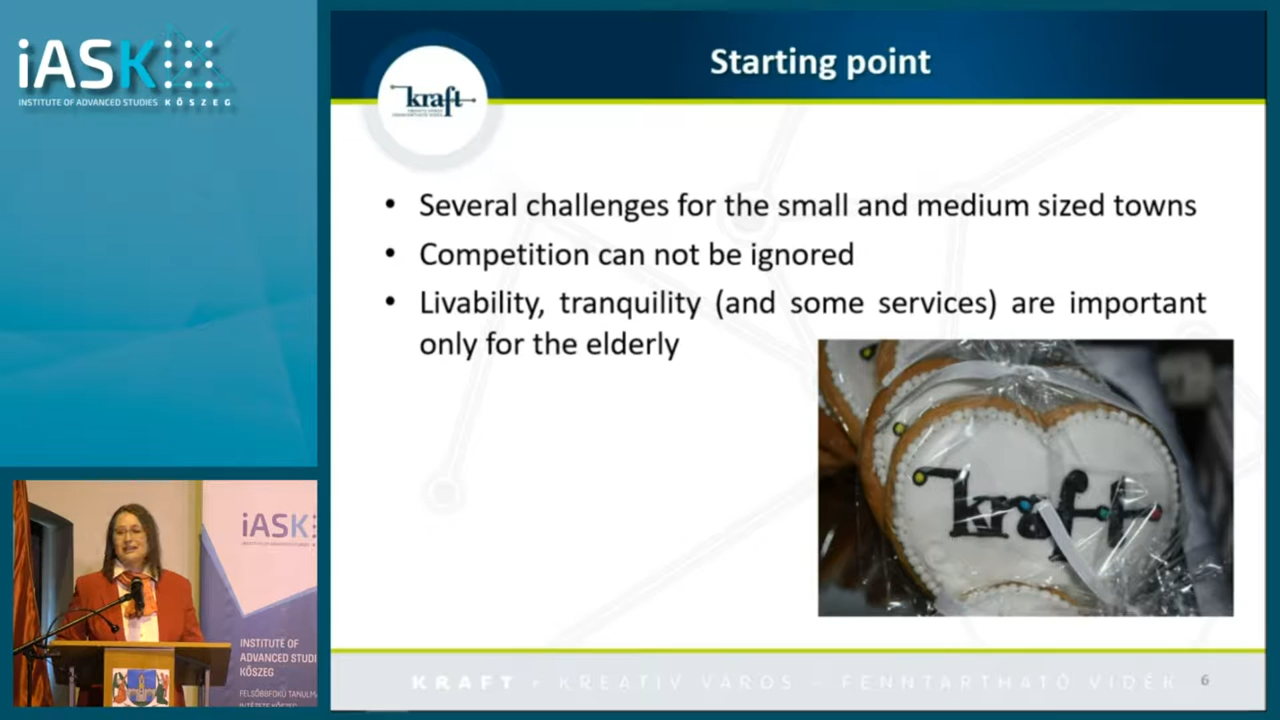 iASK
INSTITUTE OF ADVANCED STUDIES KŐSZEG
Starting point
kraft
• Several challenges for the small and medium sized towns
• Competition can not be ignored
• Livability, tranquility (and some services) are important
only for the elderly
kraft
KRAFT - KREATÍV VÁROS - FENNTARTHATÓ VIDÉK 6
iASK
INSTITUTE OF
ADVANCED STUDI
KŐSZEG
FELSŐBBFOKÚ TANULM
INTÉZETE KŐSZEG